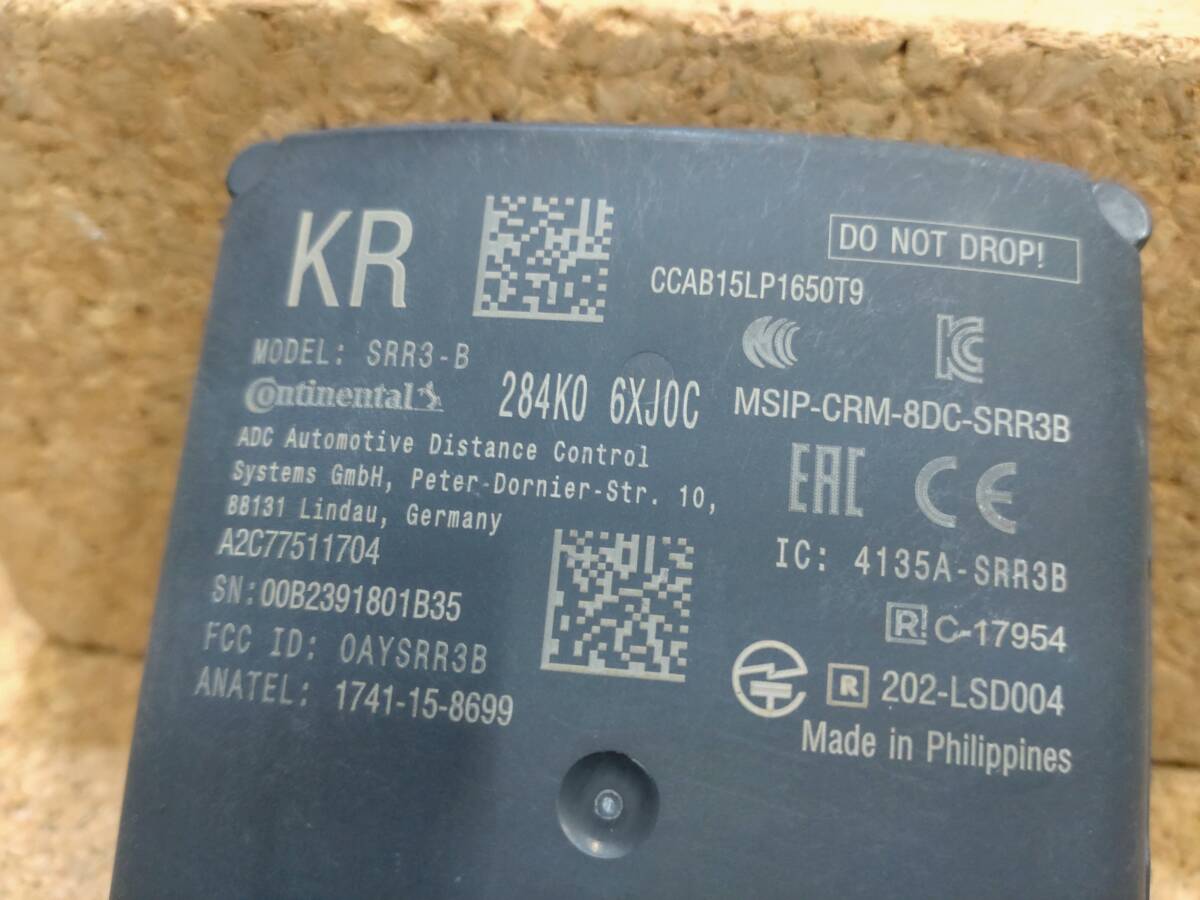 KR
DO NOT DROP!
CCAB15LP1650T9
MODEL: SRR3-B
Continental
284K0 6XJ0C
MSIP-CRM-8DC-SRR3B
ADC Automotive Distance Control
Systems GmbH, Peter-Dornier-Str. 10,
88131 Lindau, Germany
EAC CE
A2C77511704
IC: 4135A-SRR3B
SN:00B2391801B35
R! C-17954
FCC ID: OAYSRR3B
R 202-LSD004
ANATEL: 1741-15-8699
Made in Philippines